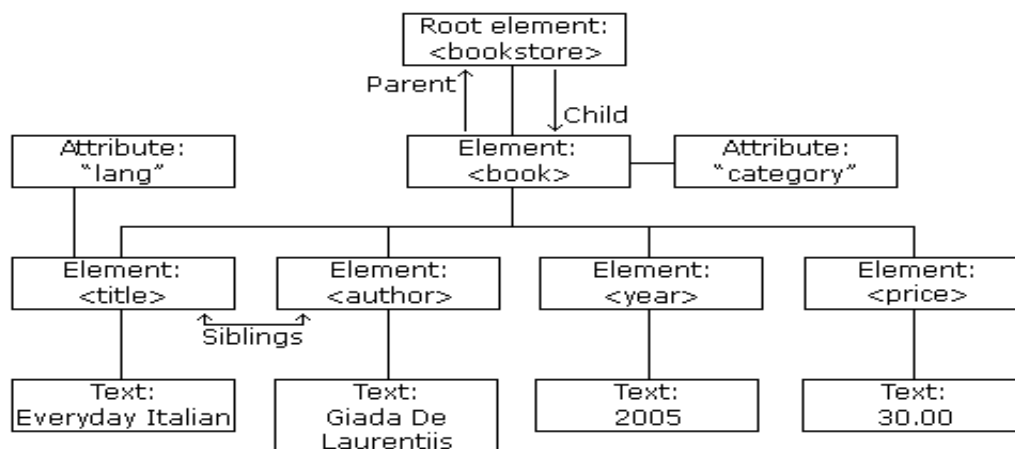 Root element:
<bookstore>
Parent
Child
Attribute:
“lang”
Element:
<book>
Attribute:
“category”
Element:
<title>
Element:
<author>
Element:
<year>
Element:
<price>
Siblings
Text:
Everyday Italian
Text:
Giada De
Laurentiis
Text:
2005
Text:
30.00